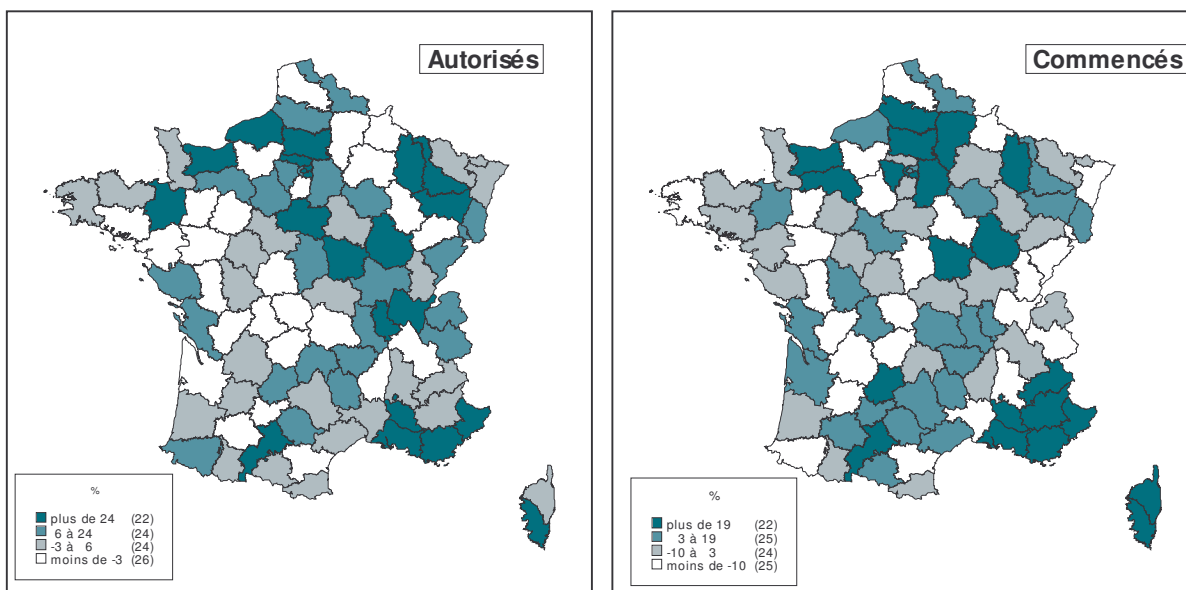 Autorisés
%
plus de 24 (22)
6 à 24 (24)
-3 à 6 (24)
moins de -3 (26)
Commencés
%
plus de 19 (22)
3 à 19 (25)
-10 à 3 (24)
moins de -10 (25)